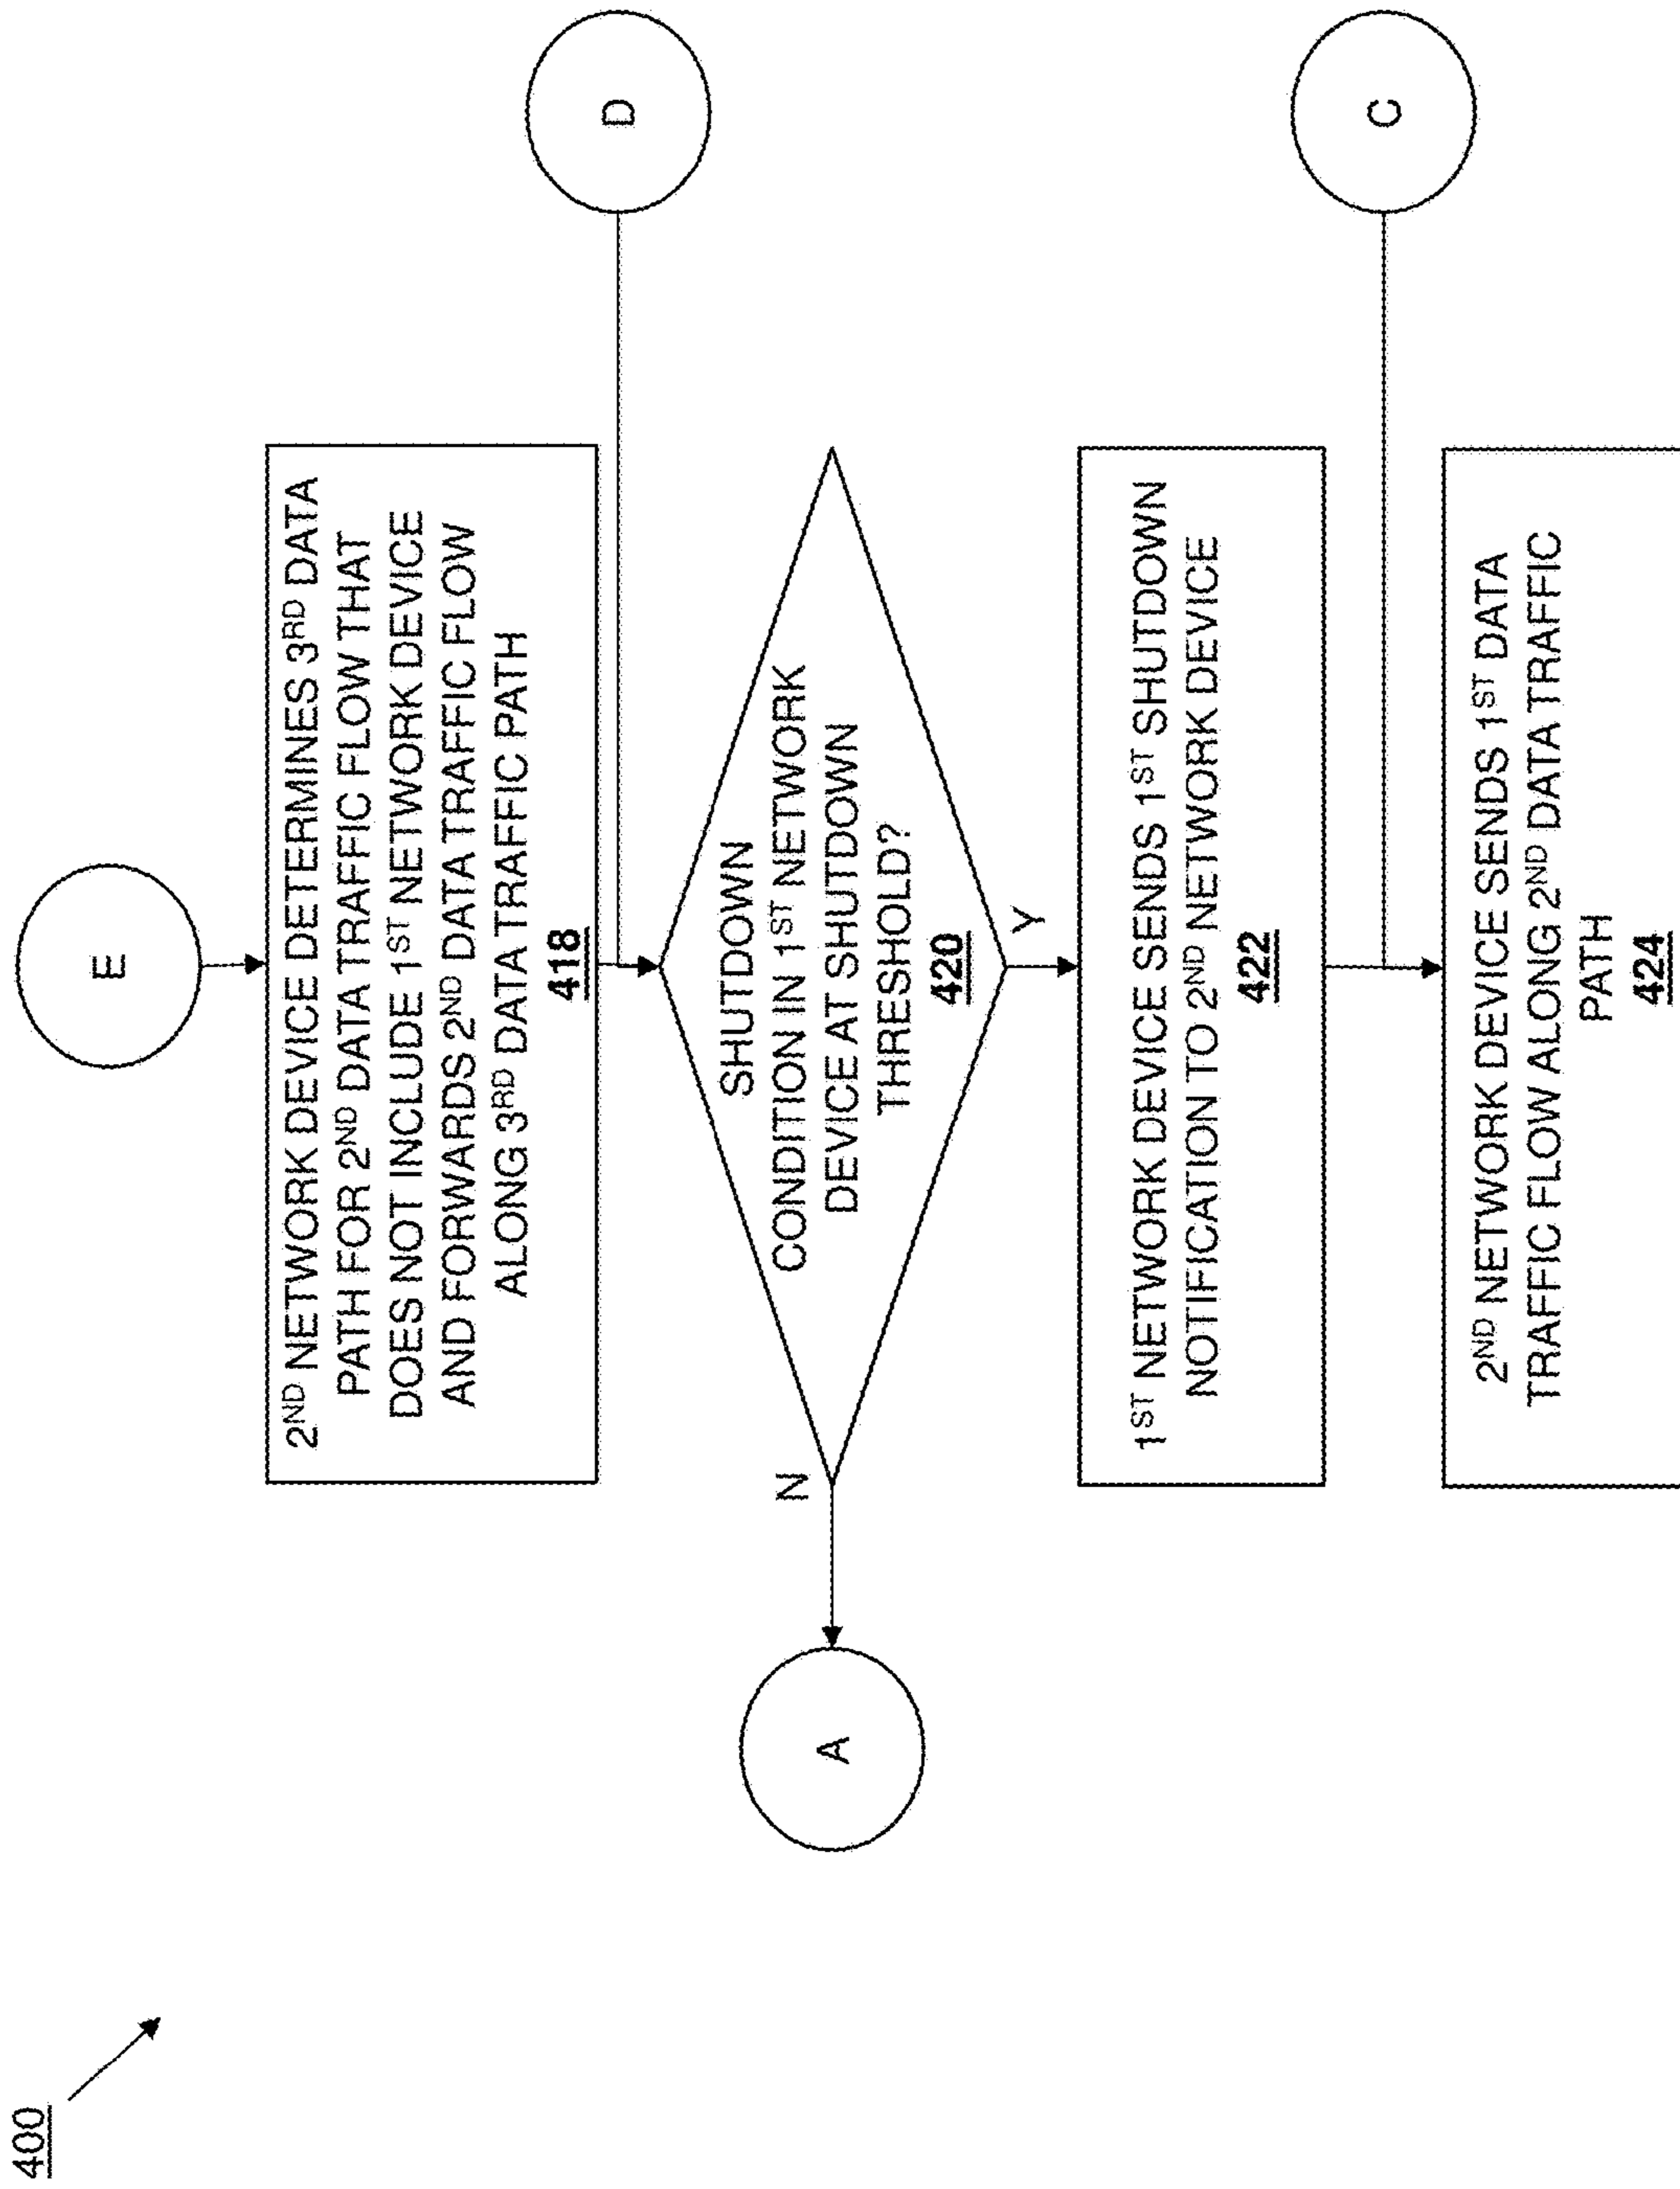 400
E
2ND NETWORK DEVICE DETERMINES 3RD DATA
PATH FOR 2ND DATA TRAFFIC FLOW THAT
DOES NOT INCLUDE 1ST NETWORK DEVICE
AND FORWARDS 2ND DATA TRAFFIC FLOW
ALONG 3RD DATA TRAFFIC PATH
418
D
SHUTDOWN
CONDITION IN 1ST NETWORK
DEVICE AT SHUTDOWN
THRESHOLD?
420
N
A
Y
1ST NETWORK DEVICE SENDS 1ST SHUTDOWN
NOTIFICATION TO 2ND NETWORK DEVICE
422
C
2ND NETWORK DEVICE SENDS 1ST DATA
TRAFFIC FLOW ALONG 2ND DATA TRAFFIC
PATH
424